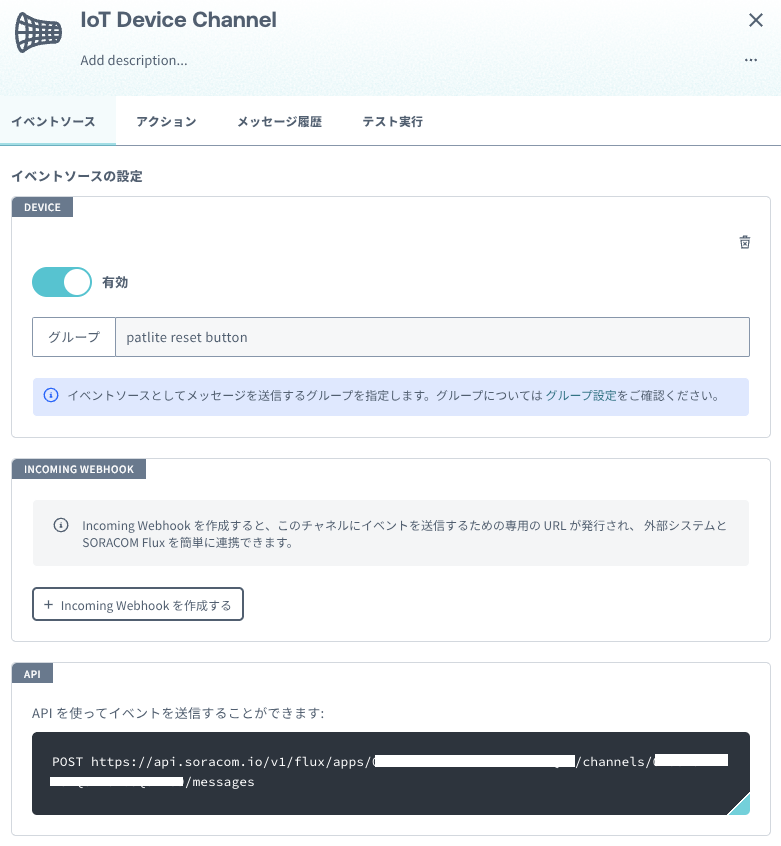 IoT Device Channel
Add description...
イベントソース アクション メッセージ履歴 テスト実行
イベントソースの設定
DEVICE
有効
グループ patlite reset button
イベントソースとしてメッセージを送信するグループを指定します。グループについては グループ設定をご確認ください。
INCOMING WEBHOOK
Incoming Webhook を作成すると、このチャネルにイベントを送信するための専用の URL が発行され、 外部システムと
SORACOM Flux を簡単に連携できます。
+ Incoming Webhook を作成する
API
API を使ってイベントを送信することができます:
POST https://api.soracom.io/v1/flux/apps/ /channels/
/messages